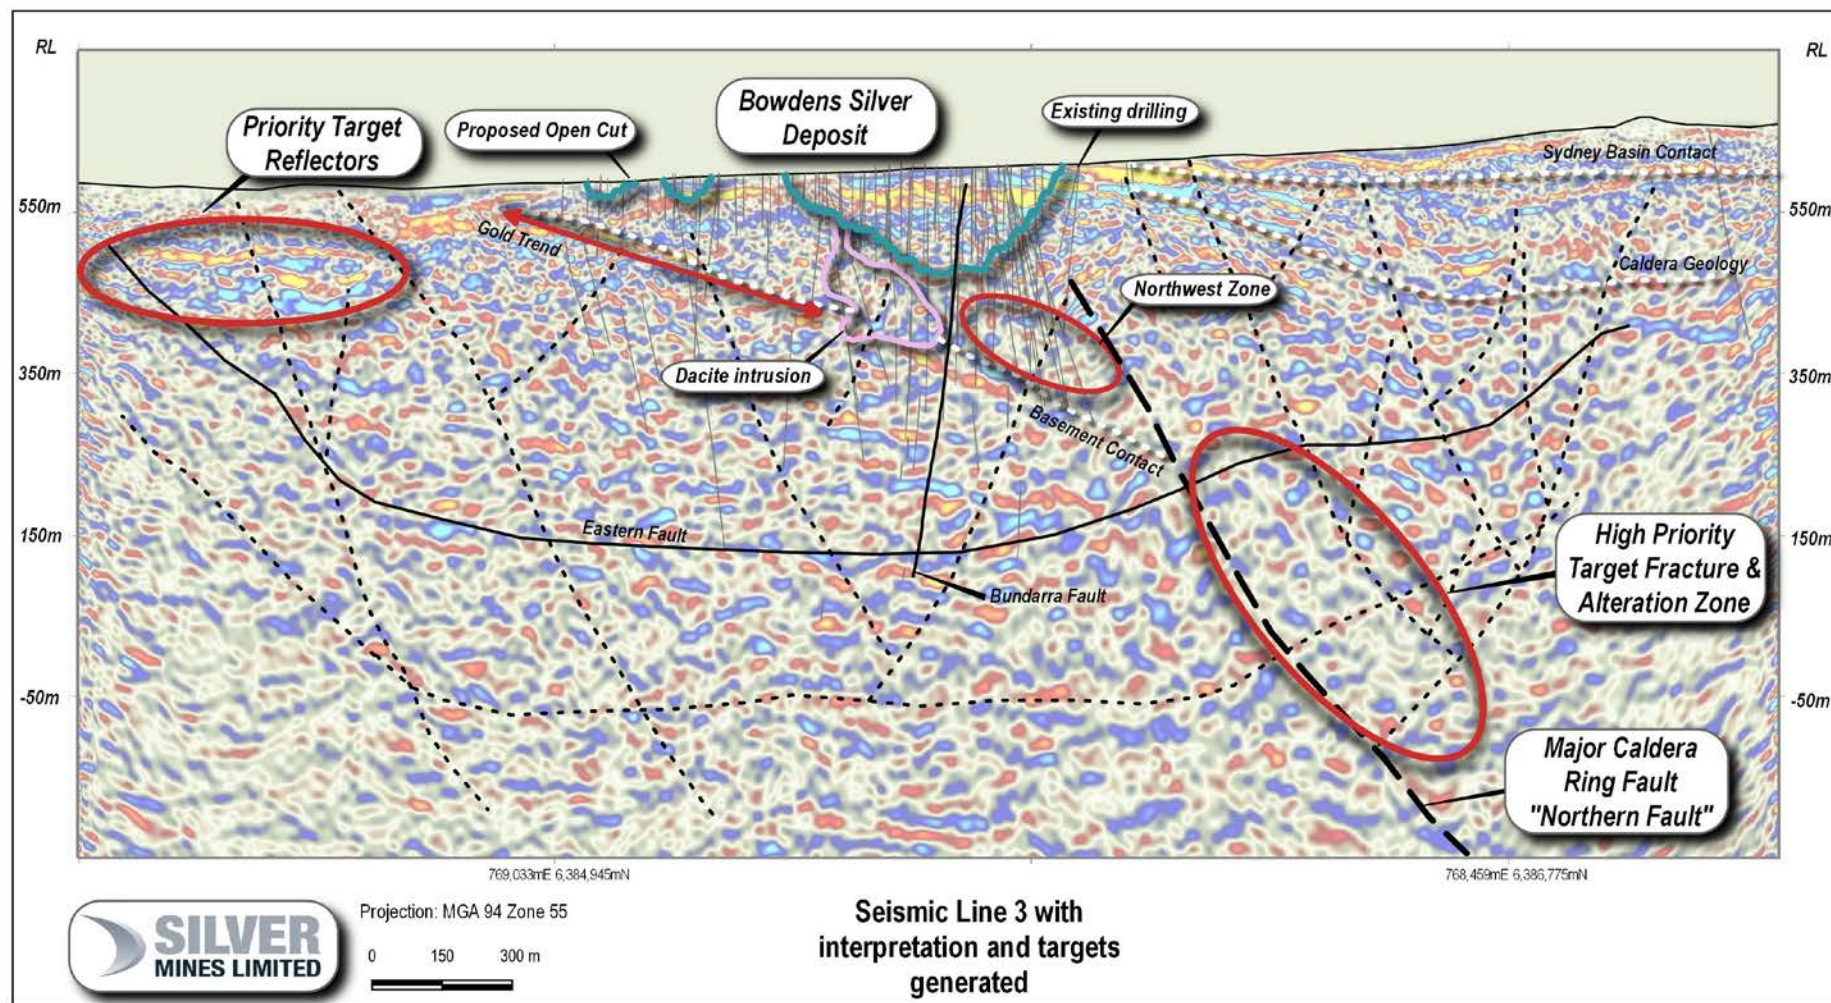 RL
RL
Bowdens Silver
Deposit
Existing drilling
Priority Target
Reflectors
Proposed Open Cut
Sydney Basin Contact
550m
550m
Gold Trend
Caldera Geology
Northwest Zone
350m
350m
Dacite intrusion
Basement Contact
150m
150m
Eastern Fault
High Priority
Target Fracture &
Alteration Zone
Bundarra Fault
-50m
-50m
Major Caldera
Ring Fault
"Northern Fault"
769,033mE 6,384,945mN
768,459mE 6,386,775mN
SILVER
MINES LIMITED
Projection: MGA 94 Zone 55
0 150 300 m
Seismic Line 3 with
interpretation and targets
generated